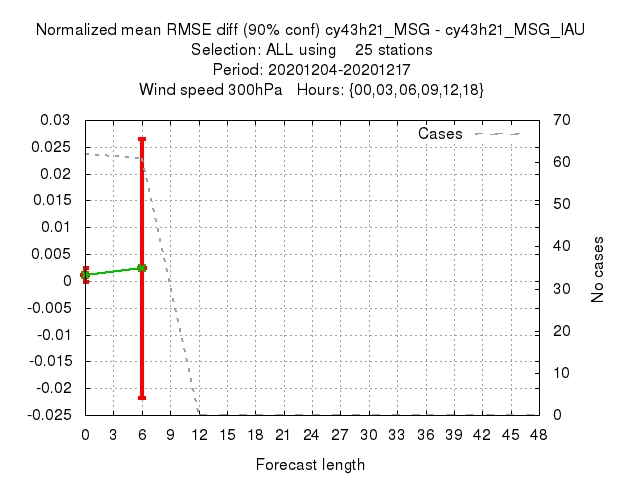 Normalized mean RMSE diff (90% conf) cy43h21_MSG - cy43h21_MSG_IAU
Selection: ALL using 25 stations
Period: 20201204-20201217
Wind speed 300hPa Hours: {00,03,06,09,12,18}
Cases
0.03
0.025
0.02
0.015
0.01
0.005
0
-0.005
-0.01
-0.015
-0.02
-0.025
70
60
50
40
30
20
10
0
No cases
0 3 6 9 12 15 18 21 24 27 30 33 36 39 42 45 48
Forecast length